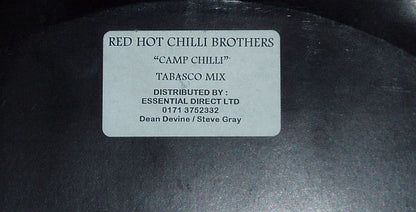 RED HOT CHILLI BROTHERS
“CAMP CHILLI”
TABASCO MIX
DISTRIBUTED BY :
ESSENTIAL DIRECT LTD
0171 3752332
Dean Devine / Steve Gray